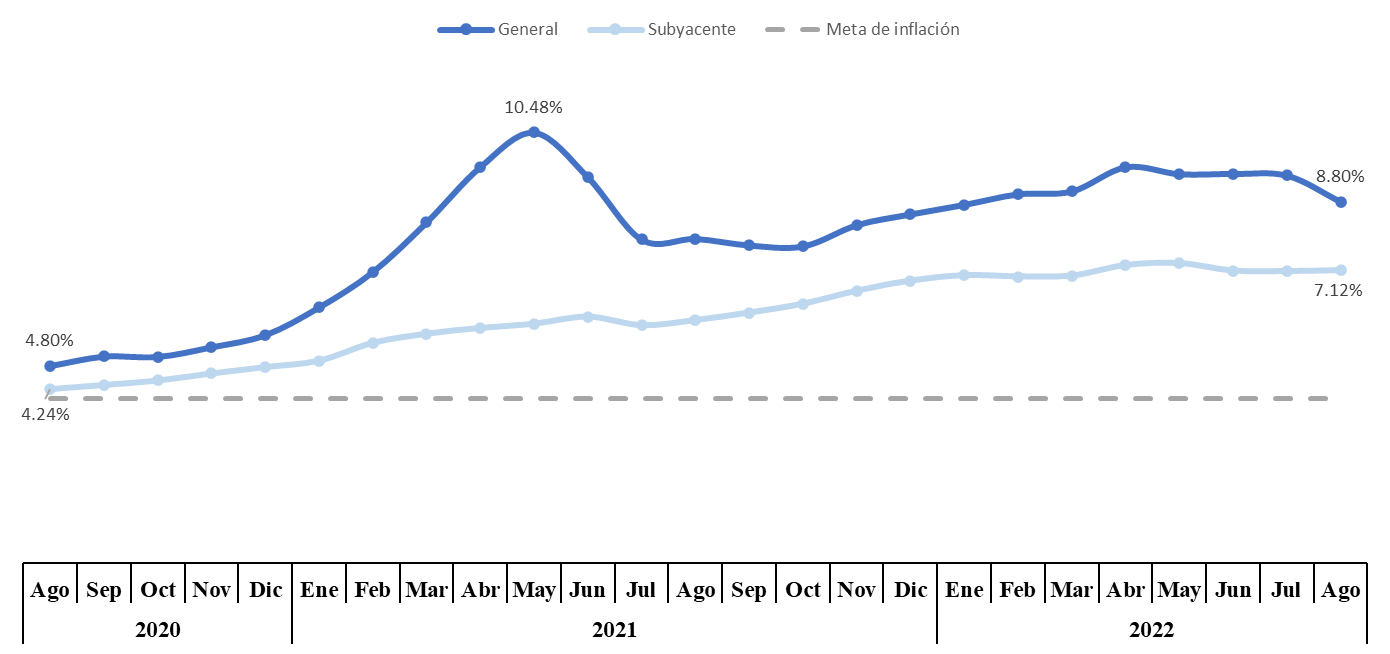 General Subyacente Meta de inflación
10.48%
8.80%
7.12%
4.80%
4.24%
Ago Sep Oct Nov Dic Ene Feb Mar Abr May Jun Jul Ago Sep Oct Nov Dic Ene Feb Mar Abr May Jun Jul Ago
2020 2021 2022